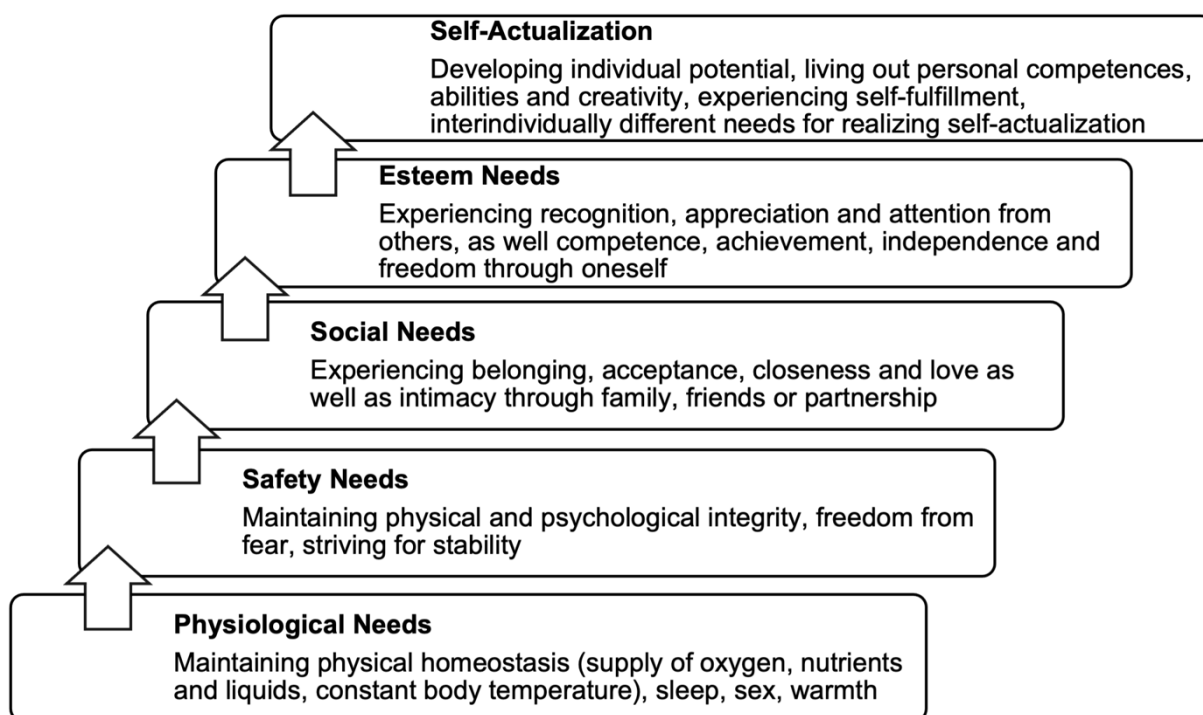 Self-Actualization
Developing individual potential, living out personal competences,
abilities and creativity, experiencing self-fulfillment,
interindividually different needs for realizing self-actualization
Esteem Needs
Experiencing recognition, appreciation and attention from
others, as well competence, achievement, independence and
freedom through oneself
Social Needs
Experiencing belonging, acceptance, closeness and love as
well as intimacy through family, friends or partnership
Safety Needs
Maintaining physical and psychological integrity, freedom from
fear, striving for stability
Physiological Needs
Maintaining physical homeostasis (supply of oxygen, nutrients
and liquids, constant body temperature), sleep, sex, warmth